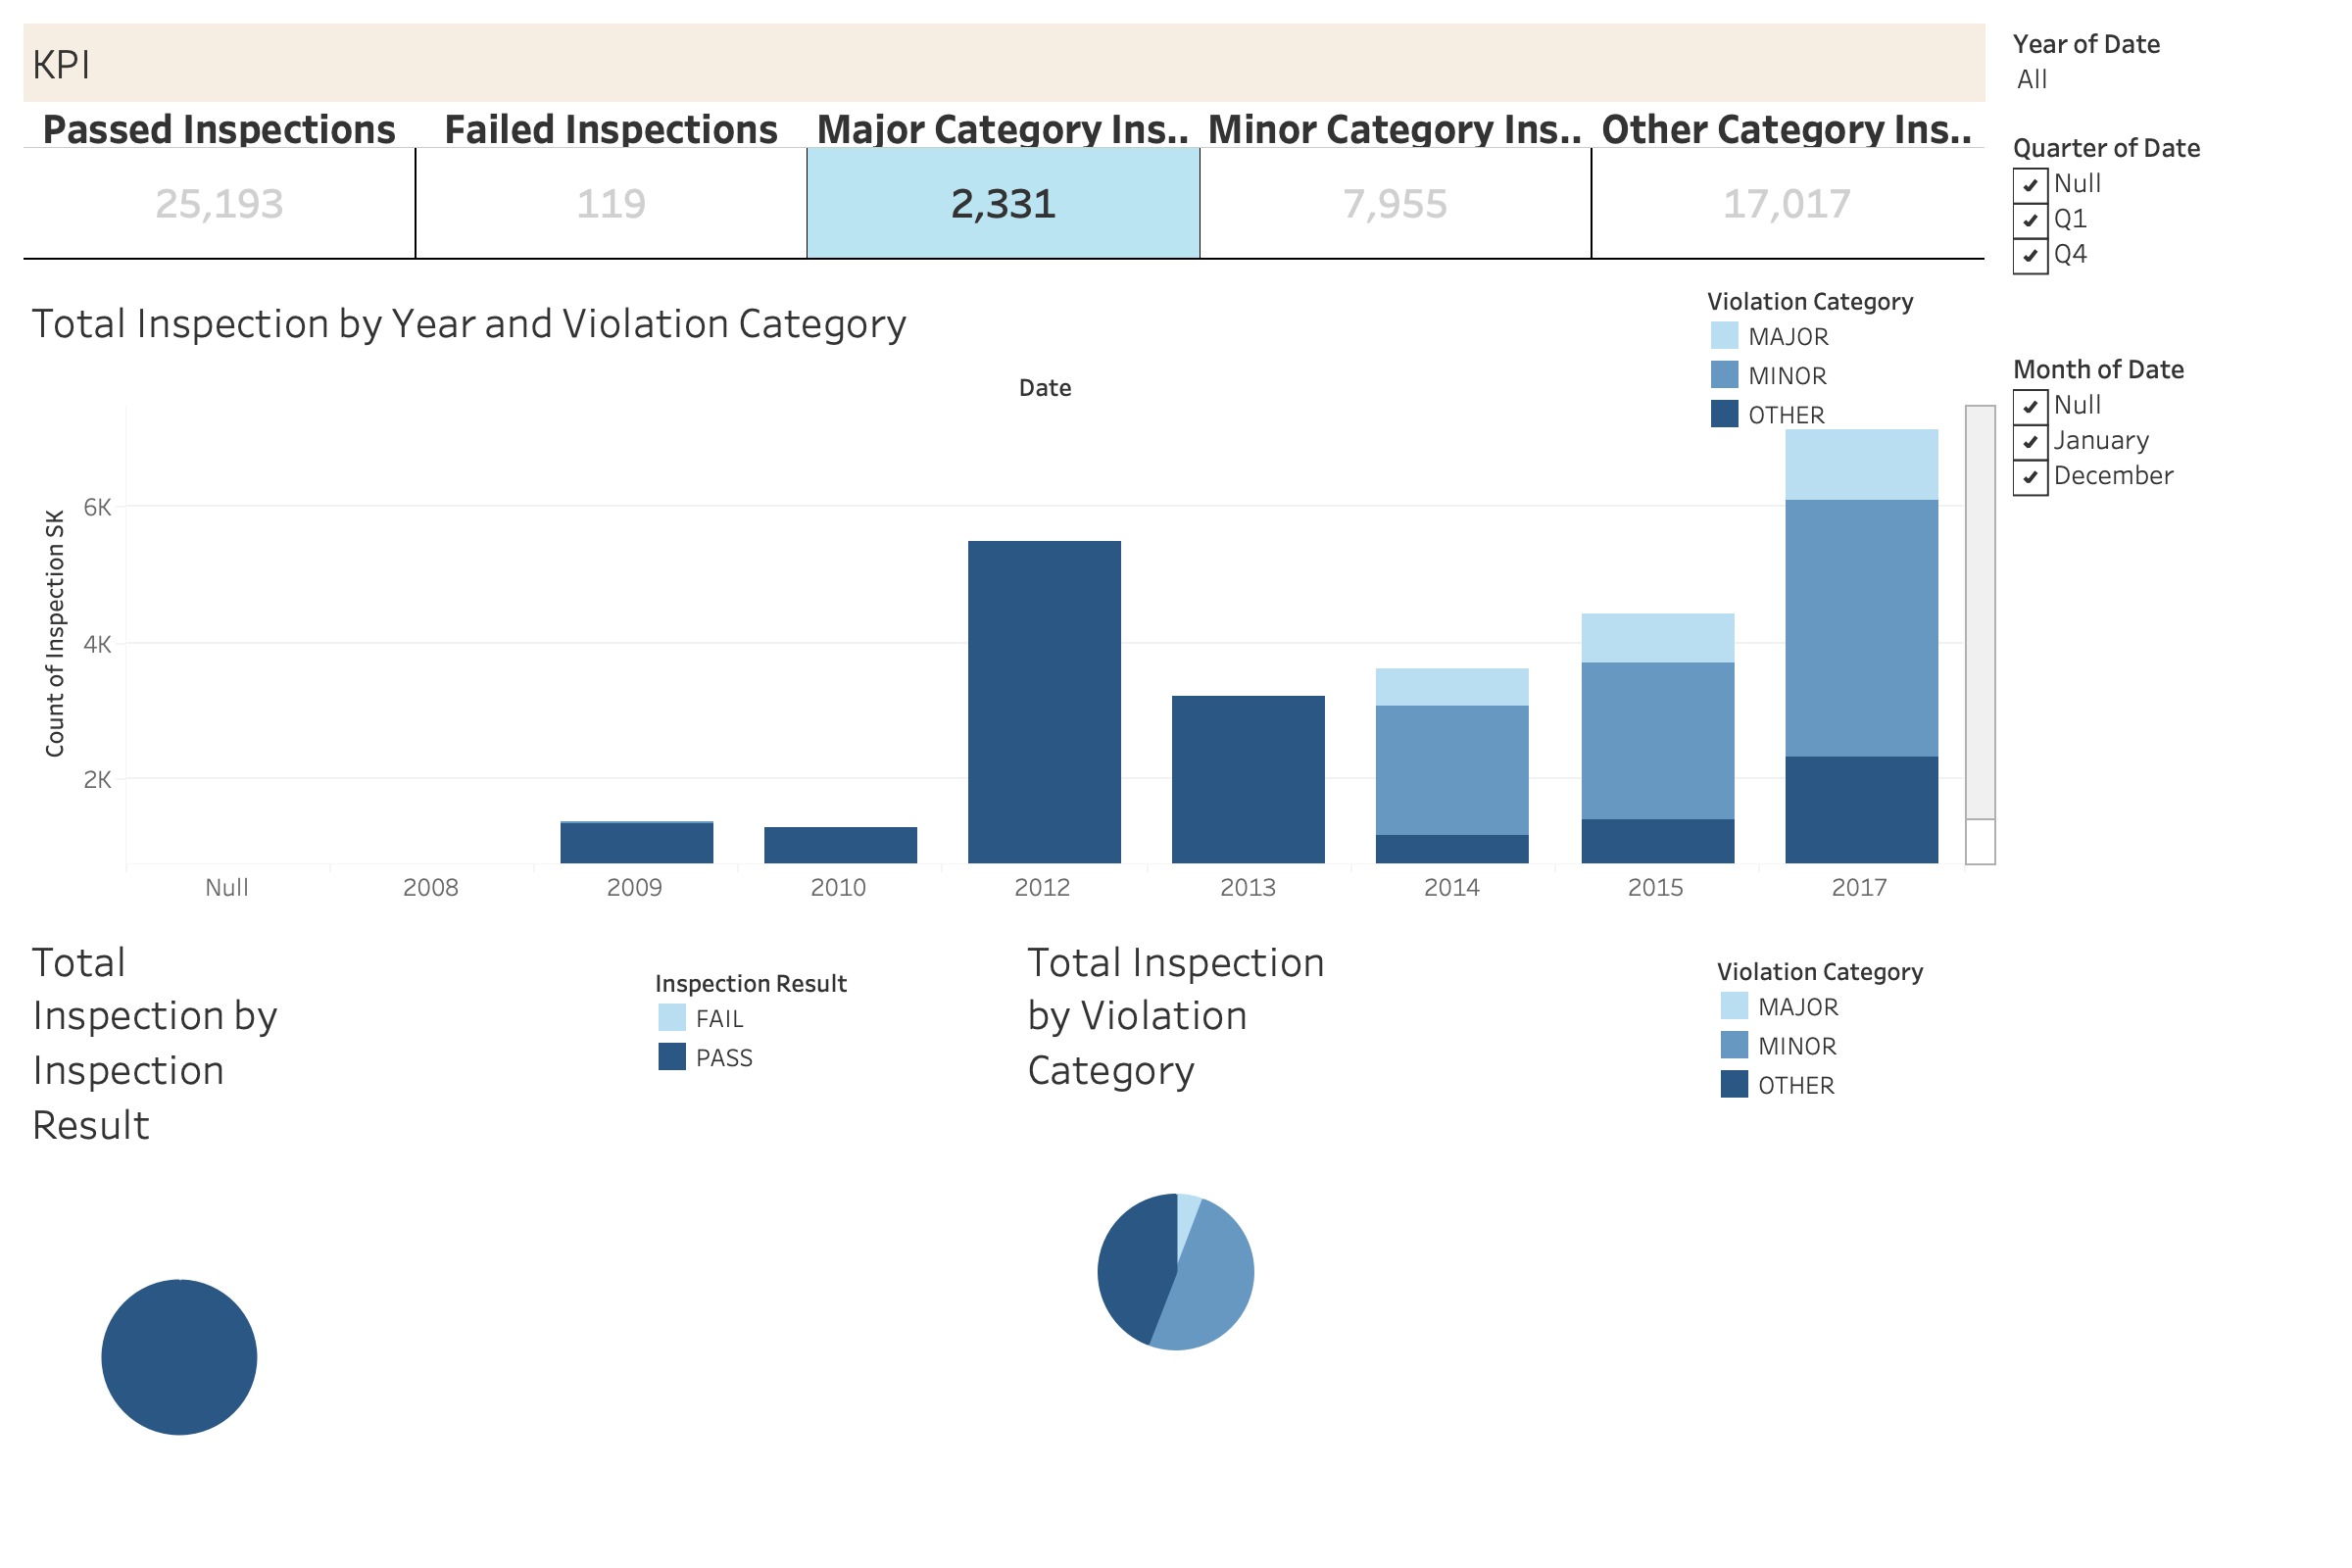 KPI
Year of Date
All
Passed Inspections
Failed Inspections
Major Category Ins..
Minor Category Ins..
Other Category Ins..
25,193
119
2,331
7,955
17,017
Quarter of Date
Null
Q1
Q4
Total Inspection by Year and Violation Category
Violation Category
MAJOR
MINOR
OTHER
Month of Date
Null
January
December
Date
Count of Inspection SK
6K
4K
2K
Null
2008
2009
2010
2012
2013
2014
2015
2017
Total
Inspection by
Inspection
Result
Inspection Result
FAIL
PASS
Total Inspection
by Violation
Category
Violation Category
MAJOR
MINOR
OTHER